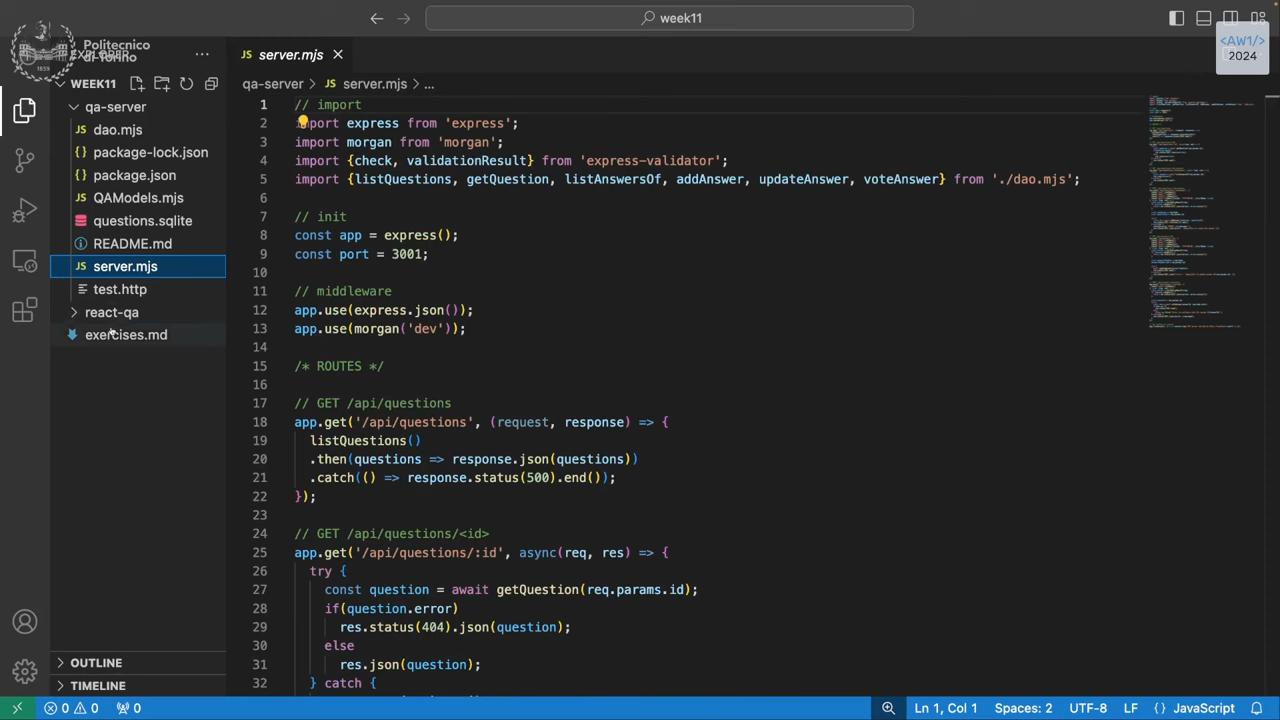 week11
Politecnico
di Torino
1859
<AW1/>
2024
WEEK11
qa-server
dao.mjs
package-lock.json
package.json
QAModels.mjs
questions.sqlite
README.md
server.mjs
test.http
react-qa
exercises.md
OUTLINE
TIMELINE
JS server.mjs
qa-server > JS server.mjs > ...
1 // import
2 import express from 'express';
3 import morgan from 'morgan';
4 import {check, validationResult} from 'express-validator';
5 import {listQuestions, getQuestion, listAnswersOf, addAnswer, updateAnswer, voteAnswer} from './dao.mjs';
6
7 // init
8 const app = express();
9 const port = 3001;
10
11 // middleware
12 app.use(express.json());
13 app.use(morgan('dev'));
14
15 /* ROUTES */
16
17 // GET /api/questions
18 app.get('/api/questions', (request, response) => {
19 listQuestions()
20 .then(questions => response.json(questions))
21 .catch(() => response.status(500).end());
22 });
23
24 // GET /api/questions/<id>
25 app.get('/api/questions/:id', async(req, res) => {
26 try {
27 const question = await getQuestion(req.params.id);
28 if(question.error)
29 res.status(404).json(question);
30 else
31 res.json(question);
32 } catch {
0 0 0 Ln 1, Col 1 Spaces: 2 UTF-8 LF {} JavaScript